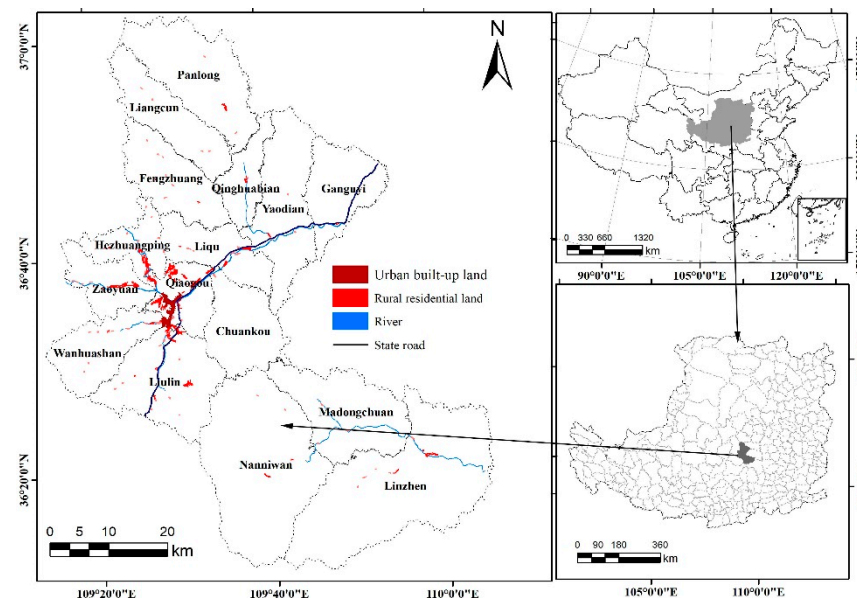 N
37°0'0"N
36°40'0"N
36°20'0"N
Panlong
Liangcun
Fengzhuang
Qinghuabian
Ganguyi
Yaodian
Hezhuangping
Liqu
Qiaogou
Zaoyuan
Chuankou
Wanhuashan
Liulin
Madongchuan
Nanniwan
Linzhen
Urban built-up land
Rural residential land
River
State road
0 5 10 20
km
109°20'0"E 109°40'0"E 110°0'0"E
0 330 660 1320
km
90°0'0"E 105°0'0"E 120°0'0"E
0 90 180 360
km
105°0'0"E 110°0'0"E